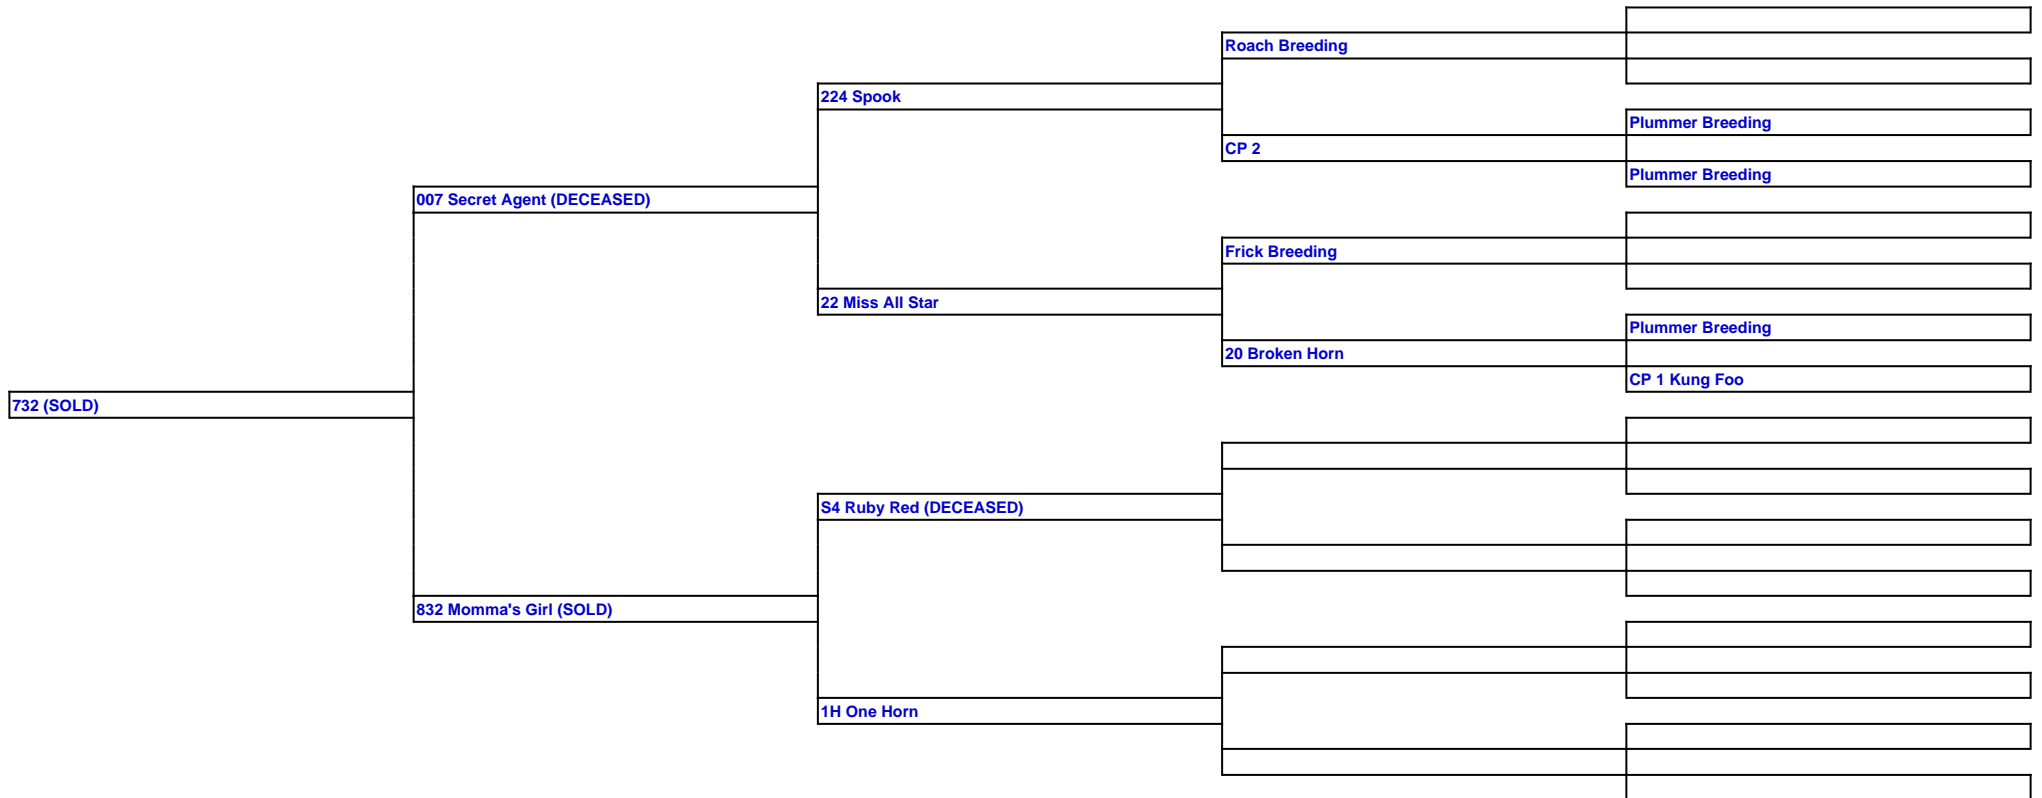 Roach Breeding
224 Spook
Plummer Breeding
CP 2
Plummer Breeding
007 Secret Agent (DECEASED)
Frick Breeding
22 Miss All Star
Plummer Breeding
20 Broken Horn
CP 1 Kung Foo
732 (SOLD)
S4 Ruby Red (DECEASED)
832 Momma's Girl (SOLD)
1H One Horn